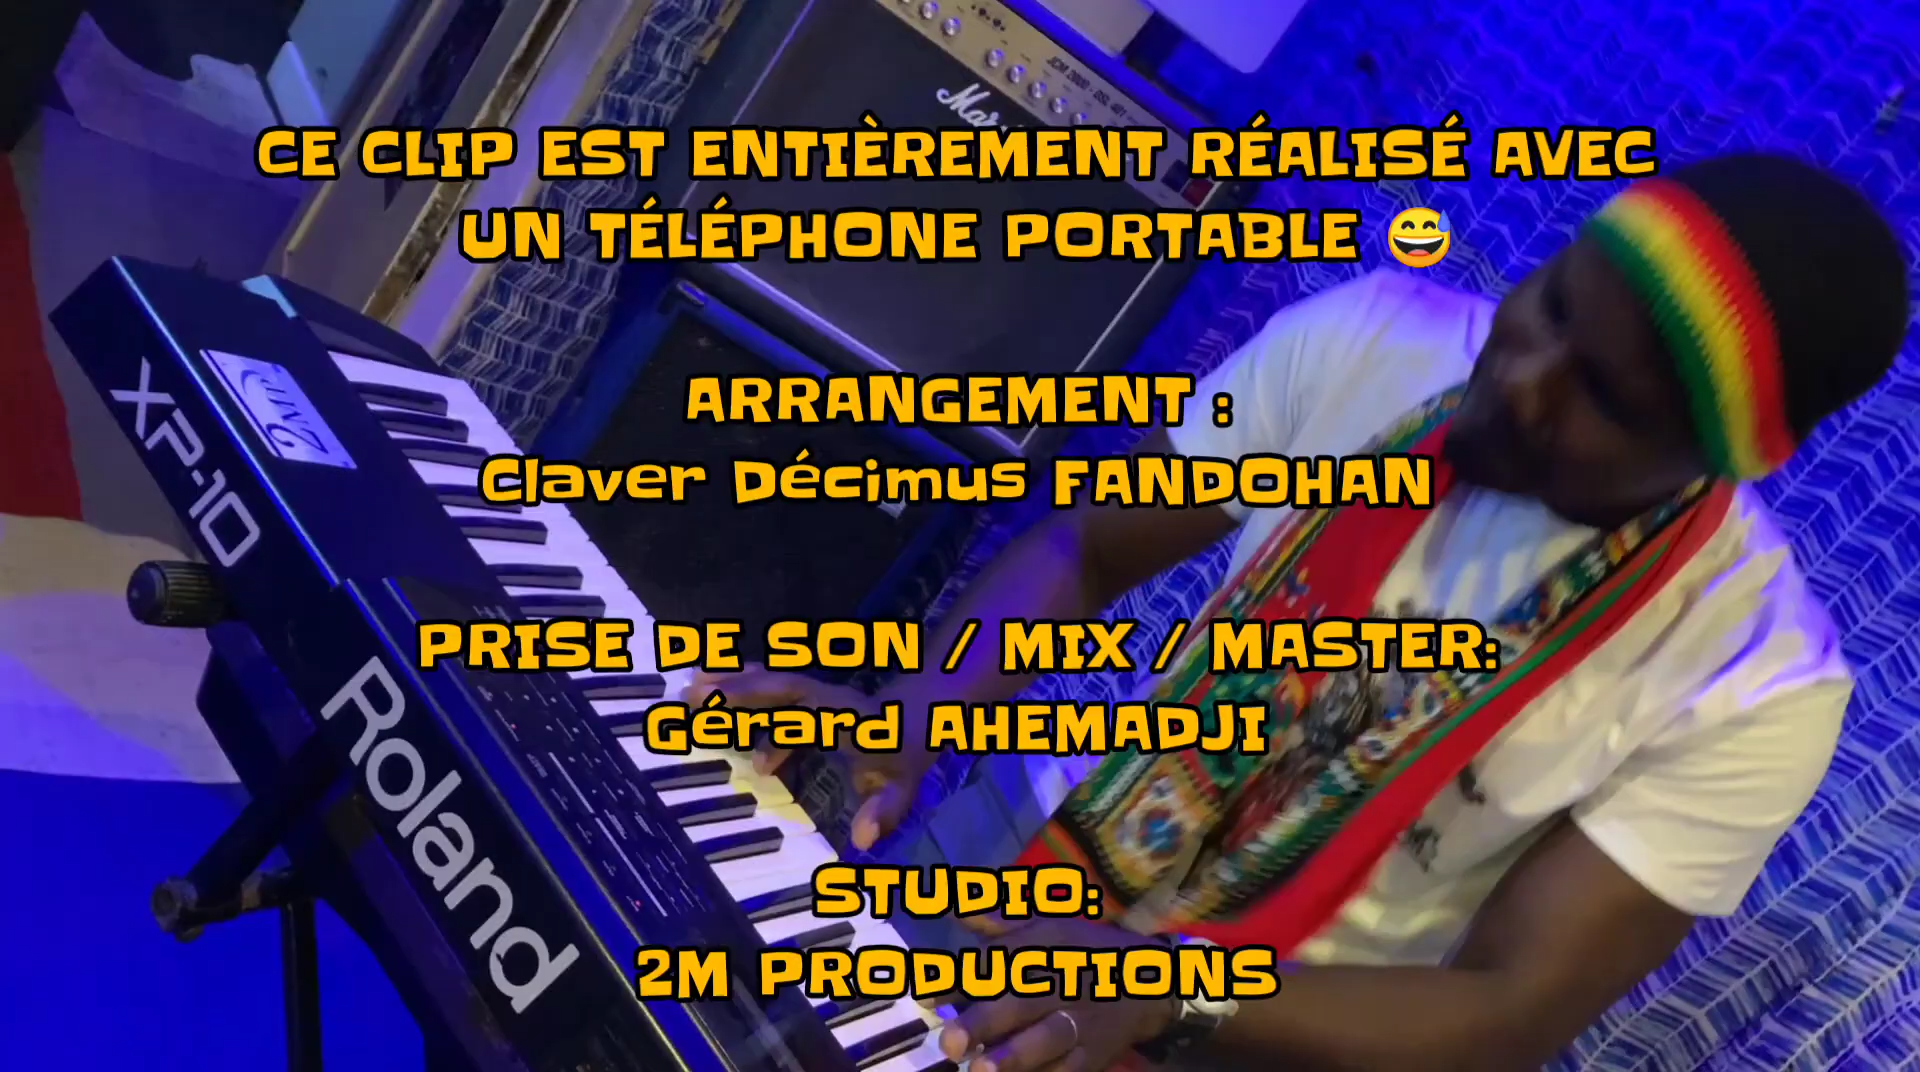 CE CLIP EST ENTIÈREMENT RÉALISÉ AVEC
UN TÉLÉPHONE PORTABLE 😅
ARRANGEMENT :
Claver Décimus FANDOHAN
PRISE DE SON / MIX / MASTER:
Gérard AHEMADJI
STUDIO:
2M PRODUCTIONS
XP-10
Roland